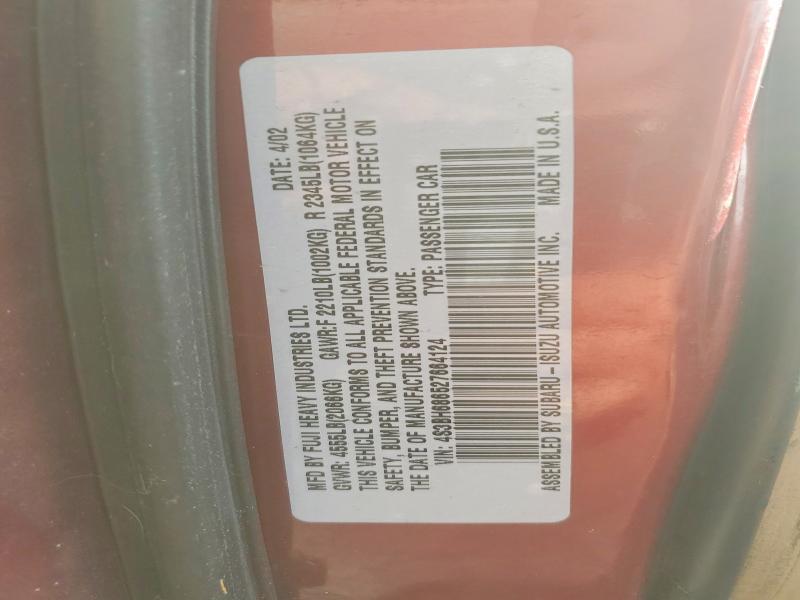 MFD BY FUJI HEAVY INDUSTRIES LTD. DATE: 4/02
GVWR: 4555LB(2066KG) GAWR:F 2210LB(1002KG) R 2345LB(1064KG)
THIS VEHICLE CONFORMS TO ALL APPLICABLE FEDERAL MOTOR VEHICLE
SAFETY, BUMPER, AND THEFT PREVENTION STANDARDS IN EFFECT ON
THE DATE OF MANUFACTURE SHOWN ABOVE.
VIN: 4S3BH686527664124 TYPE: PASSENGER CAR
ASSEMBLED BY SUBARU-ISUZU AUTOMOTIVE INC. MADE IN U.S.A.